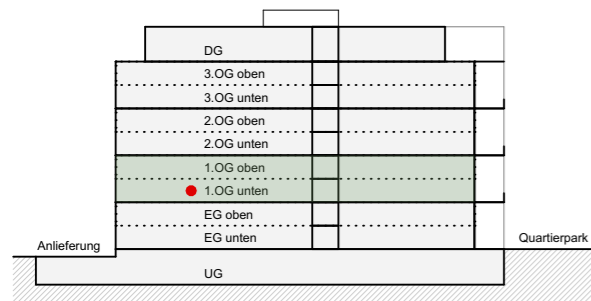 DG
3.OG oben
3.OG unten
2.OG oben
2.OG unten
1.OG oben
1.OG unten
EG oben
Anlieferung
EG unten
Quartierpark
UG